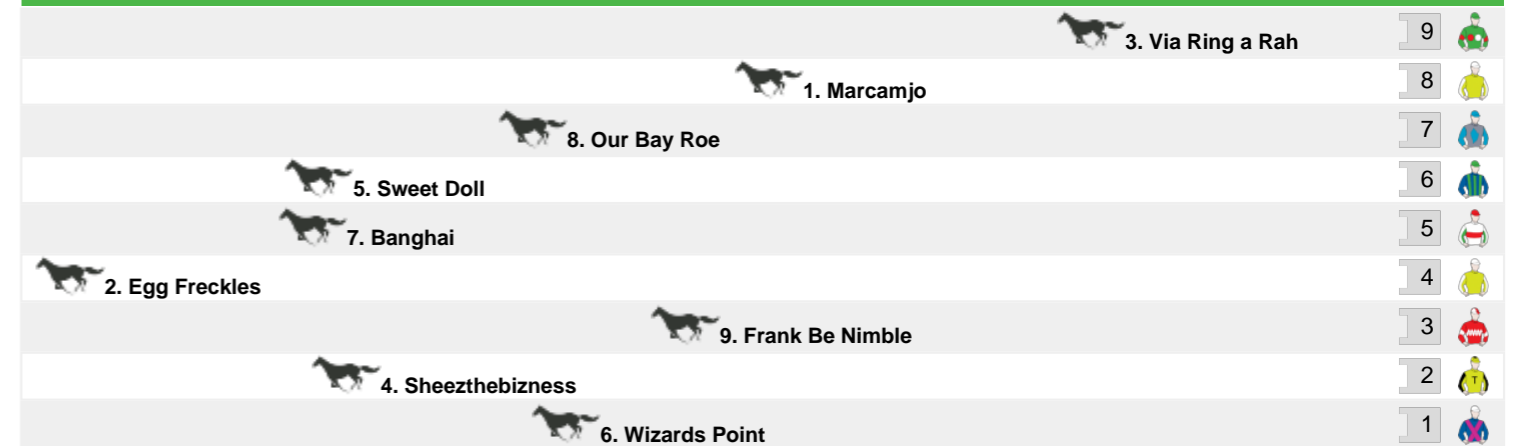 3. Via Ring a Rah 9
1. Marcamjo 8
8. Our Bay Roe 7
5. Sweet Doll 6
7. Banghai 5
2. Egg Freckles 4
9. Frank Be Nimble 3
4. Sheezthebizness 2 T
6. Wizards Point 1